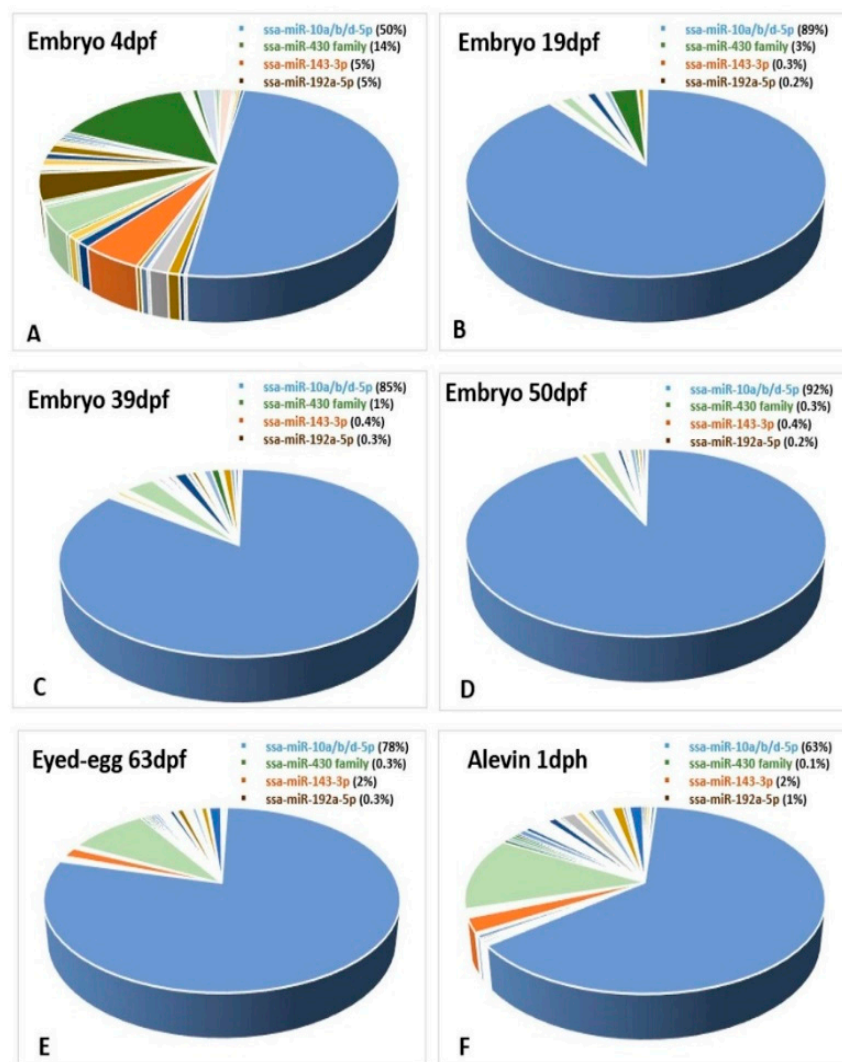 Embryo 4dpf
ssa-miR-10a/b/d-5p (50%)
ssa-miR-430 family (14%)
ssa-miR-143-3p (5%)
ssa-miR-192a-5p (5%)
A
Embryo 19dpf
ssa-miR-10a/b/d-5p (89%)
ssa-miR-430 family (3%)
ssa-miR-143-3p (0.3%)
ssa-miR-192a-5p (0.2%)
B
Embryo 39dpf
ssa-miR-10a/b/d-5p (85%)
ssa-miR-430 family (1%)
ssa-miR-143-3p (0.4%)
ssa-miR-192a-5p (0.3%)
C
Embryo 50dpf
ssa-miR-10a/b/d-5p (92%)
ssa-miR-430 family (0.3%)
ssa-miR-143-3p (0.4%)
ssa-miR-192a-5p (0.2%)
D
Eyed-egg 63dpf
ssa-miR-10a/b/d-5p (78%)
ssa-miR-430 family (0.3%)
ssa-miR-143-3p (2%)
ssa-miR-192a-5p (0.3%)
E
Alevin 1dph
ssa-miR-10a/b/d-5p (63%)
ssa-miR-430 family (0.1%)
ssa-miR-143-3p (2%)
ssa-miR-192a-5p (1%)
F